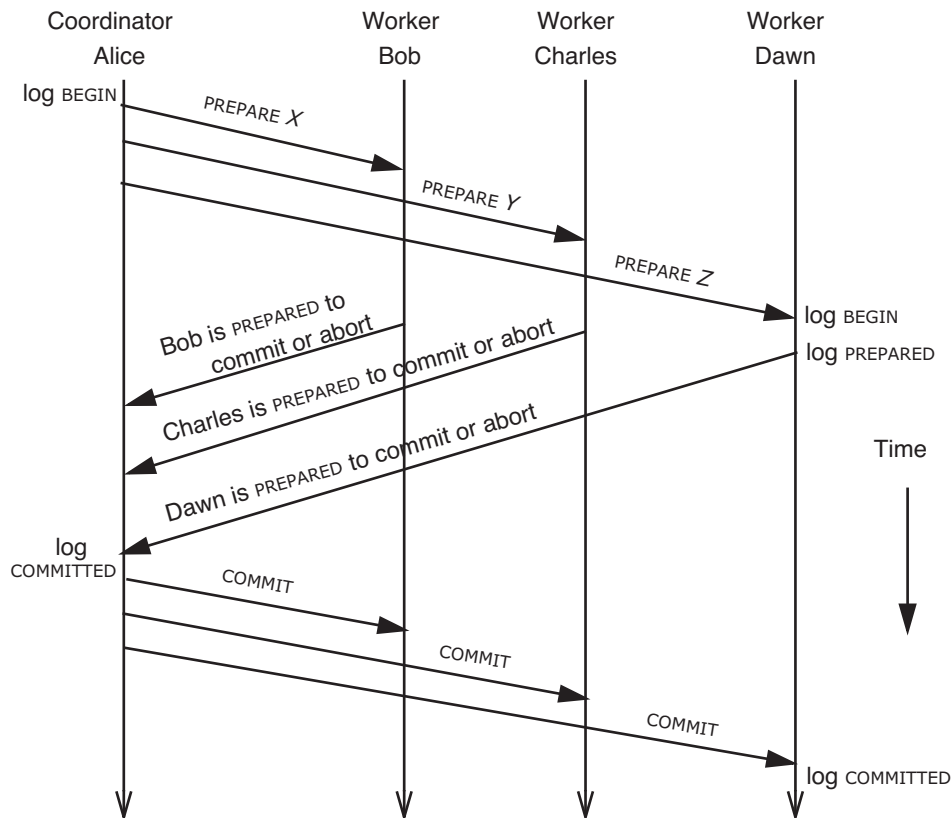 Coordinator
Alice
Worker
Bob
Worker
Charles
Worker
Dawn
log BEGIN
PREPARE X
PREPARE Y
PREPARE Z
log BEGIN
Bob is PREPARED to
commit or abort
log PREPARED
Charles is PREPARED to commit or abort
Dawn is PREPARED to commit or abort
Time
log
COMMITTED
COMMIT
COMMIT
COMMIT
log COMMITTED